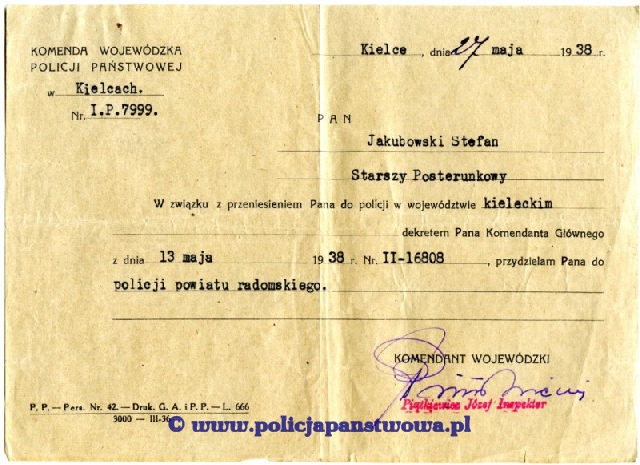 KOMENDA WOJEWÓDZKA
POLICJI PAŃSTWOWEJ
w Kielcach.
Nr. I.P.7999.
Kielce, dnia 27 maja 1938 r.
PAN
Jakubowski Stefan
Starszy Posterunkowy
W związku z przeniesieniem Pana do policji w województwie kieleckim
dekretem Pana Komendanta Głównego
z dnia 13 maja 1938 r. Nr. II-16808, przydzielam Pana do
policji powiatu radomskiego.
KOMENDANT WOJEWÓDZKI
Piątkiewicz Józef Inspektor
P. P. — Pers. Nr. 42. — Druk. G. A. i P. P. — L. 666
3000 — III-36
© www.policjapanstwowa.pl